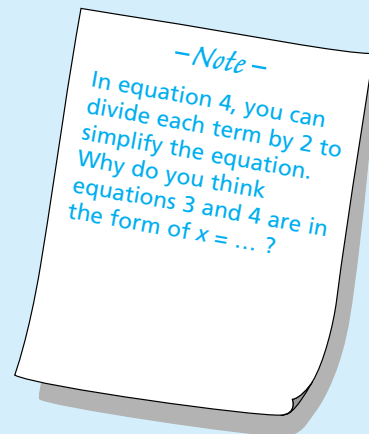 – Note –
In equation 4, you can
divide each term by 2 to
simplify the equation.
Why do you think
equations 3 and 4 are in
the form of x = … ?